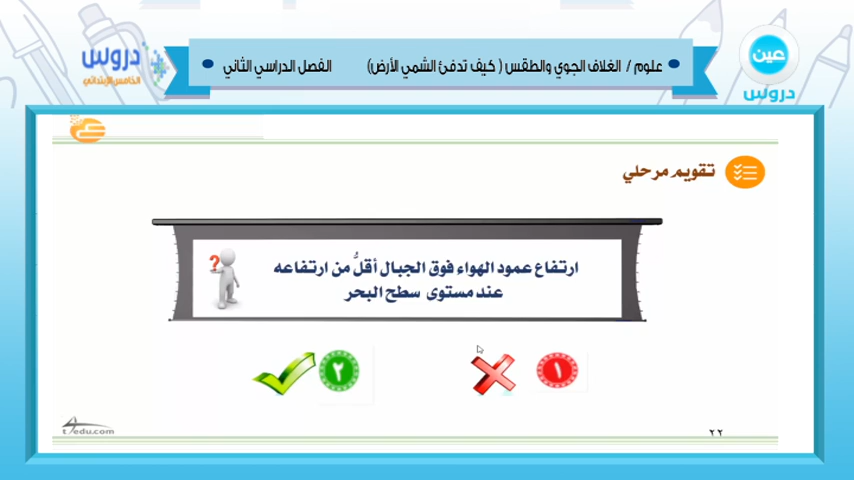 عين
دروس
علوم / الغلاف الجوي والطقس ( كيف تدفئ الشمي الأرض) الفصل الدراسي الثاني
دروس
الخامس الابتدائي
تقويم مرحلي
ارتفاع عمود الهواء فوق الجبال أقلُّ من ارتفاعه
عند مستوى سطح البحر
?
١
٢
t4edu.com
٢٢